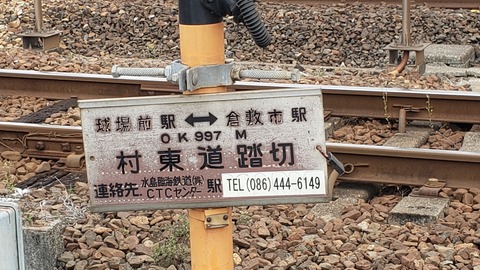 球場前駅 ↔ 倉敷市駅
0K997M
村東道踏切
連絡先 水島臨海鉄道(株) CTCセンター 駅 TEL(086)444-6149